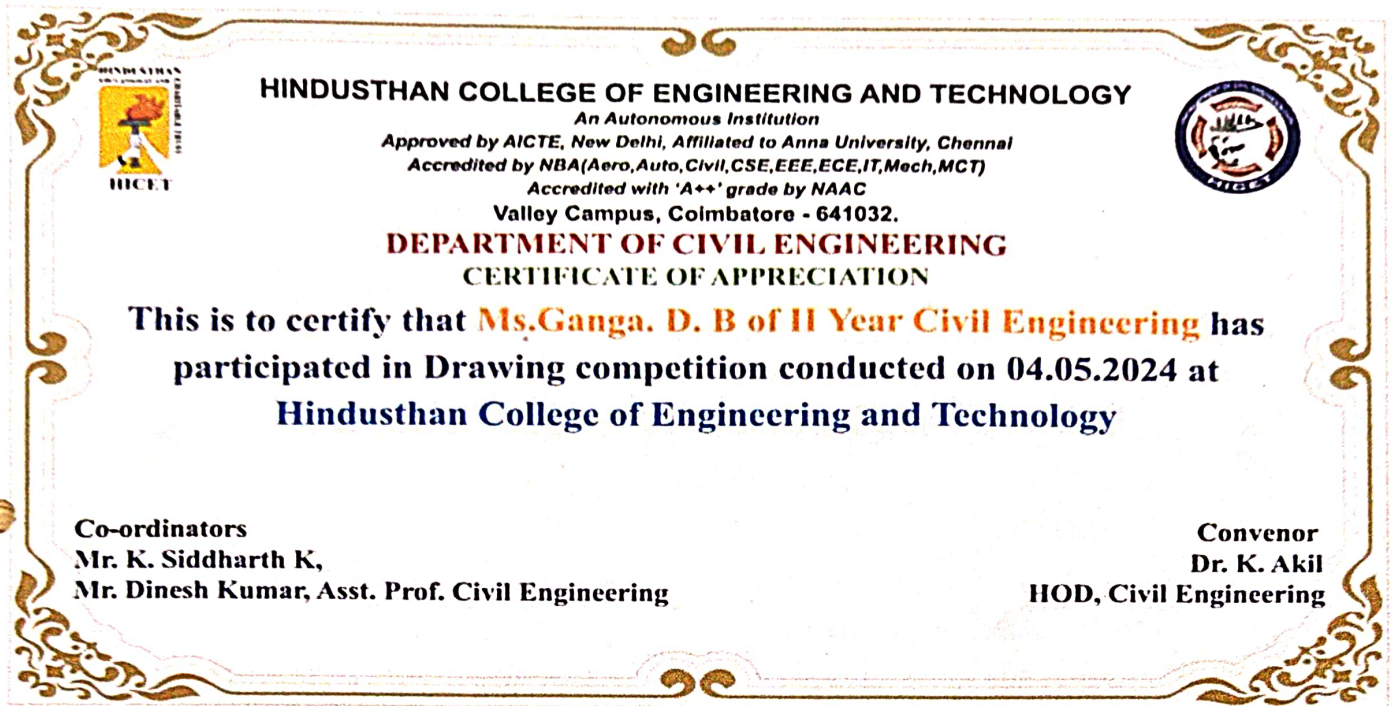 HINDUSTHAN
HICET
HINDUSTHAN COLLEGE OF ENGINEERING AND TECHNOLOGY
An Autonomous Institution
Approved by AICTE, New Delhi, Affiliated to Anna University, Chennai
Accredited by NBA(Aero,Auto,Civil,CSE,EEE,ECE,IT,Mech,MCT)
Accredited with 'A++' grade by NAAC
Valley Campus, Coimbatore - 641032.
HICET
DEPARTMENT OF CIVIL ENGINEERING
CERTIFICATE OF APPRECIATION
This is to certify that Ms.Ganga. D. B of II Year Civil Engineering has
participated in Drawing competition conducted on 04.05.2024 at
Hindusthan College of Engineering and Technology
Co-ordinators
Mr. K. Siddharth K,
Mr. Dinesh Kumar, Asst. Prof. Civil Engineering
Convenor
Dr. K. Akil
HOD, Civil Engineering